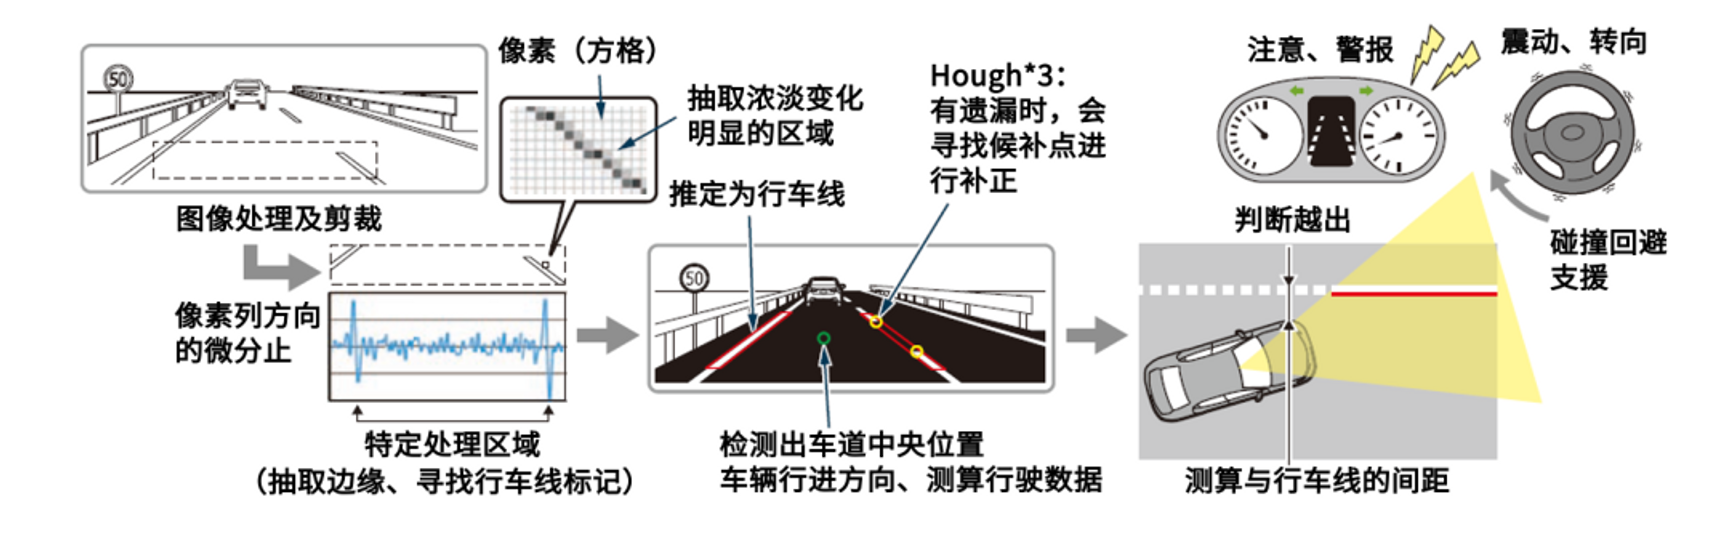 50
图像处理及剪裁
像素（方格）
抽取浓淡变化
明显的区域
像素列方向
的微分止
特定处理区域
（抽取边缘、寻找行车线标记）
推定为行车线
Hough*3：
有遗漏时，会
寻找候补点进
行补正
50
检测出车道中央位置
车辆行进方向、测算行驶数据
注意、警报
震动、转向
判断越出
碰撞回避
支援
测算与行车线的间距